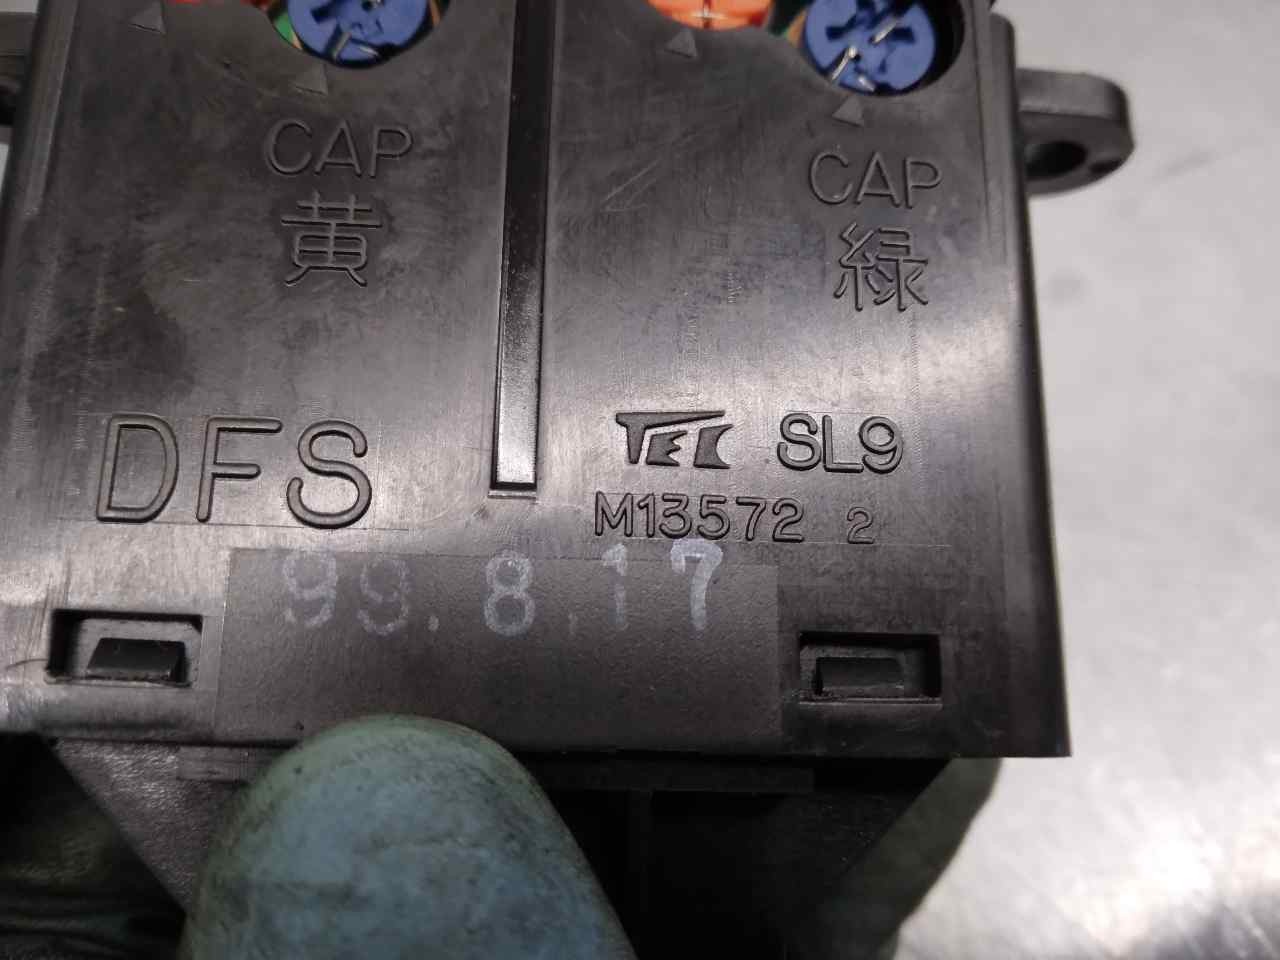 CAP
黄
CAP
緑
DFS
TEC SL9
M13572 2
99.8.17